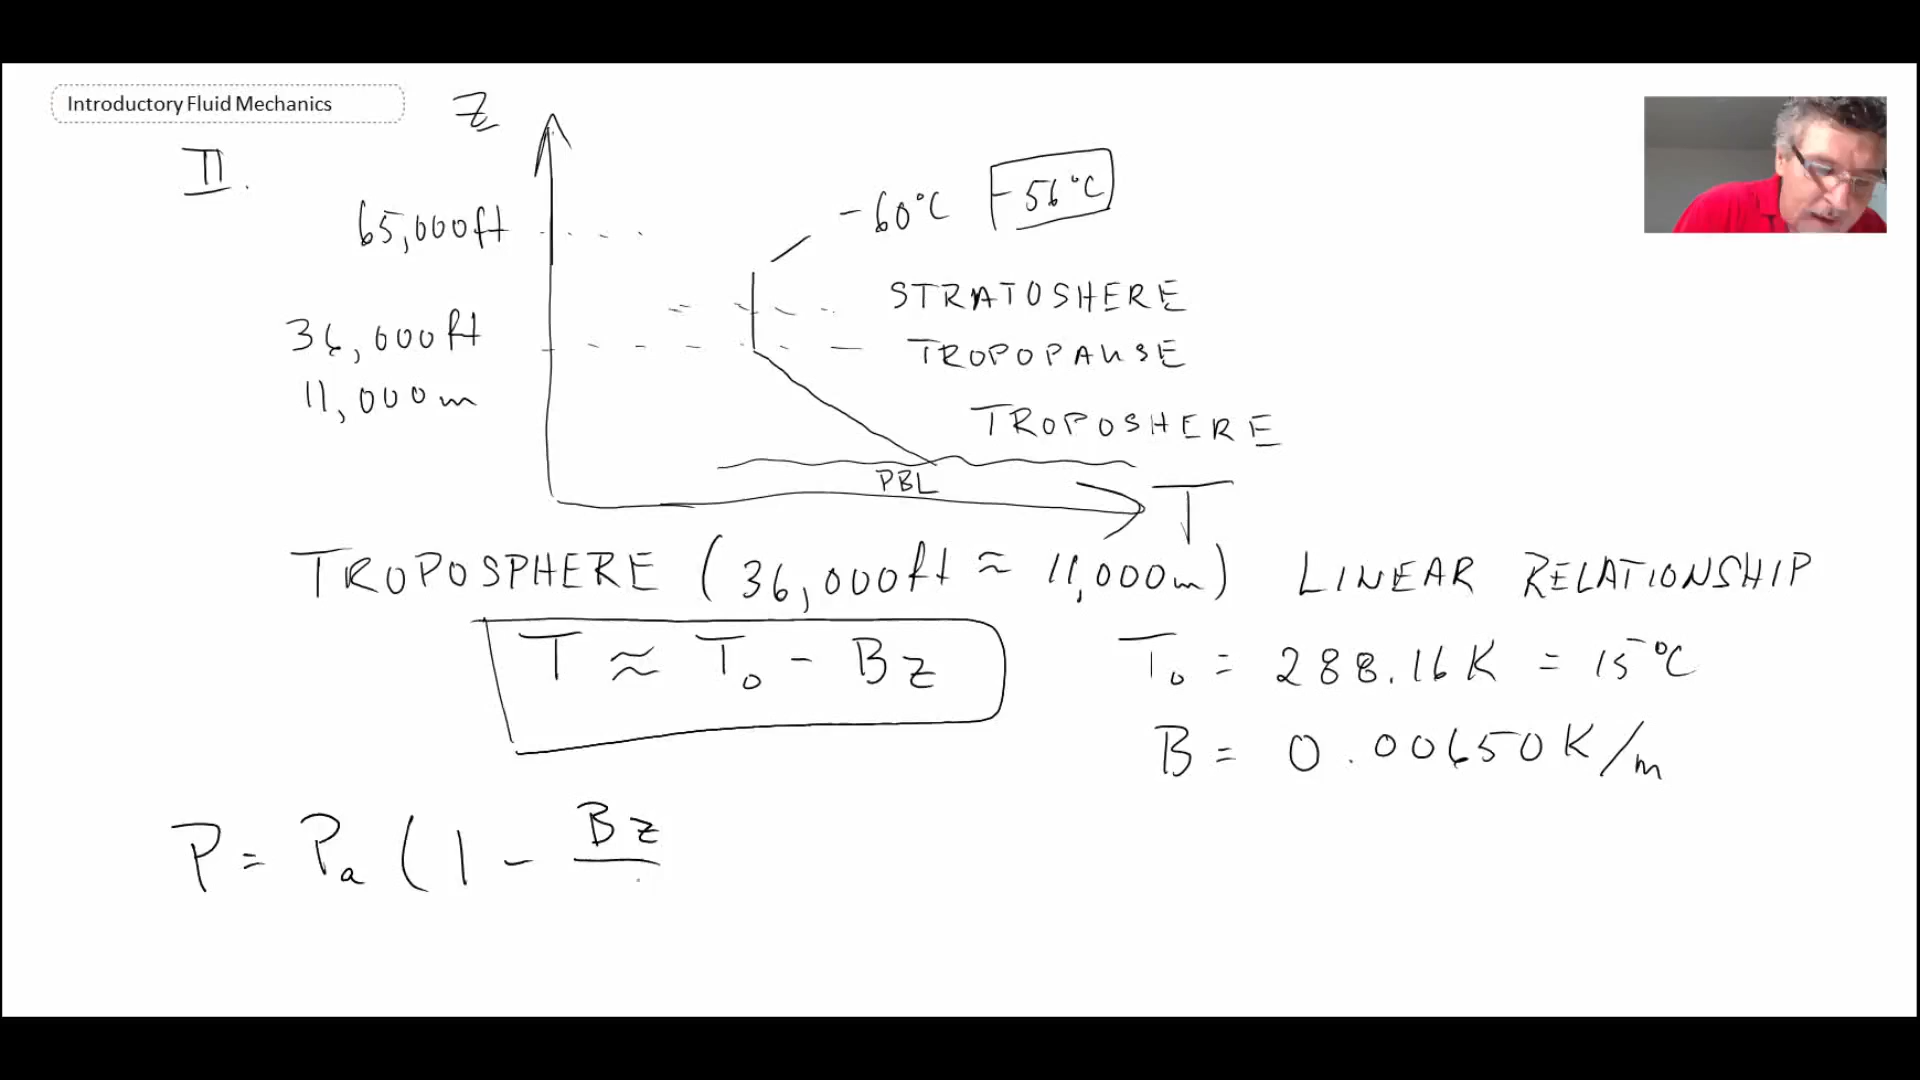 Introductory Fluid Mechanics
Z
II.
65,000ft
-60°C -56°C
STRATOSHERE
36,000ft
TROPOPAUSE
11,000m
TROPOSHERE
PBL
T
TROPOSPHERE (36,000ft ≈ 11,000m) LINEAR RELATIONSHIP
T ≈ T₀ - Bz
T₀ = 288.16K = 15°C
B = 0.00650K/m
P = Pₐ (1 - Bz